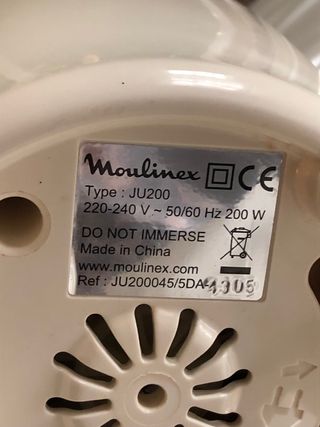 Moulinex CE
Type : JU200
220-240 V ~ 50/60 Hz 200 W
DO NOT IMMERSE
Made in China
www.moulinex.com
Ref : JU200045/5DA-4305